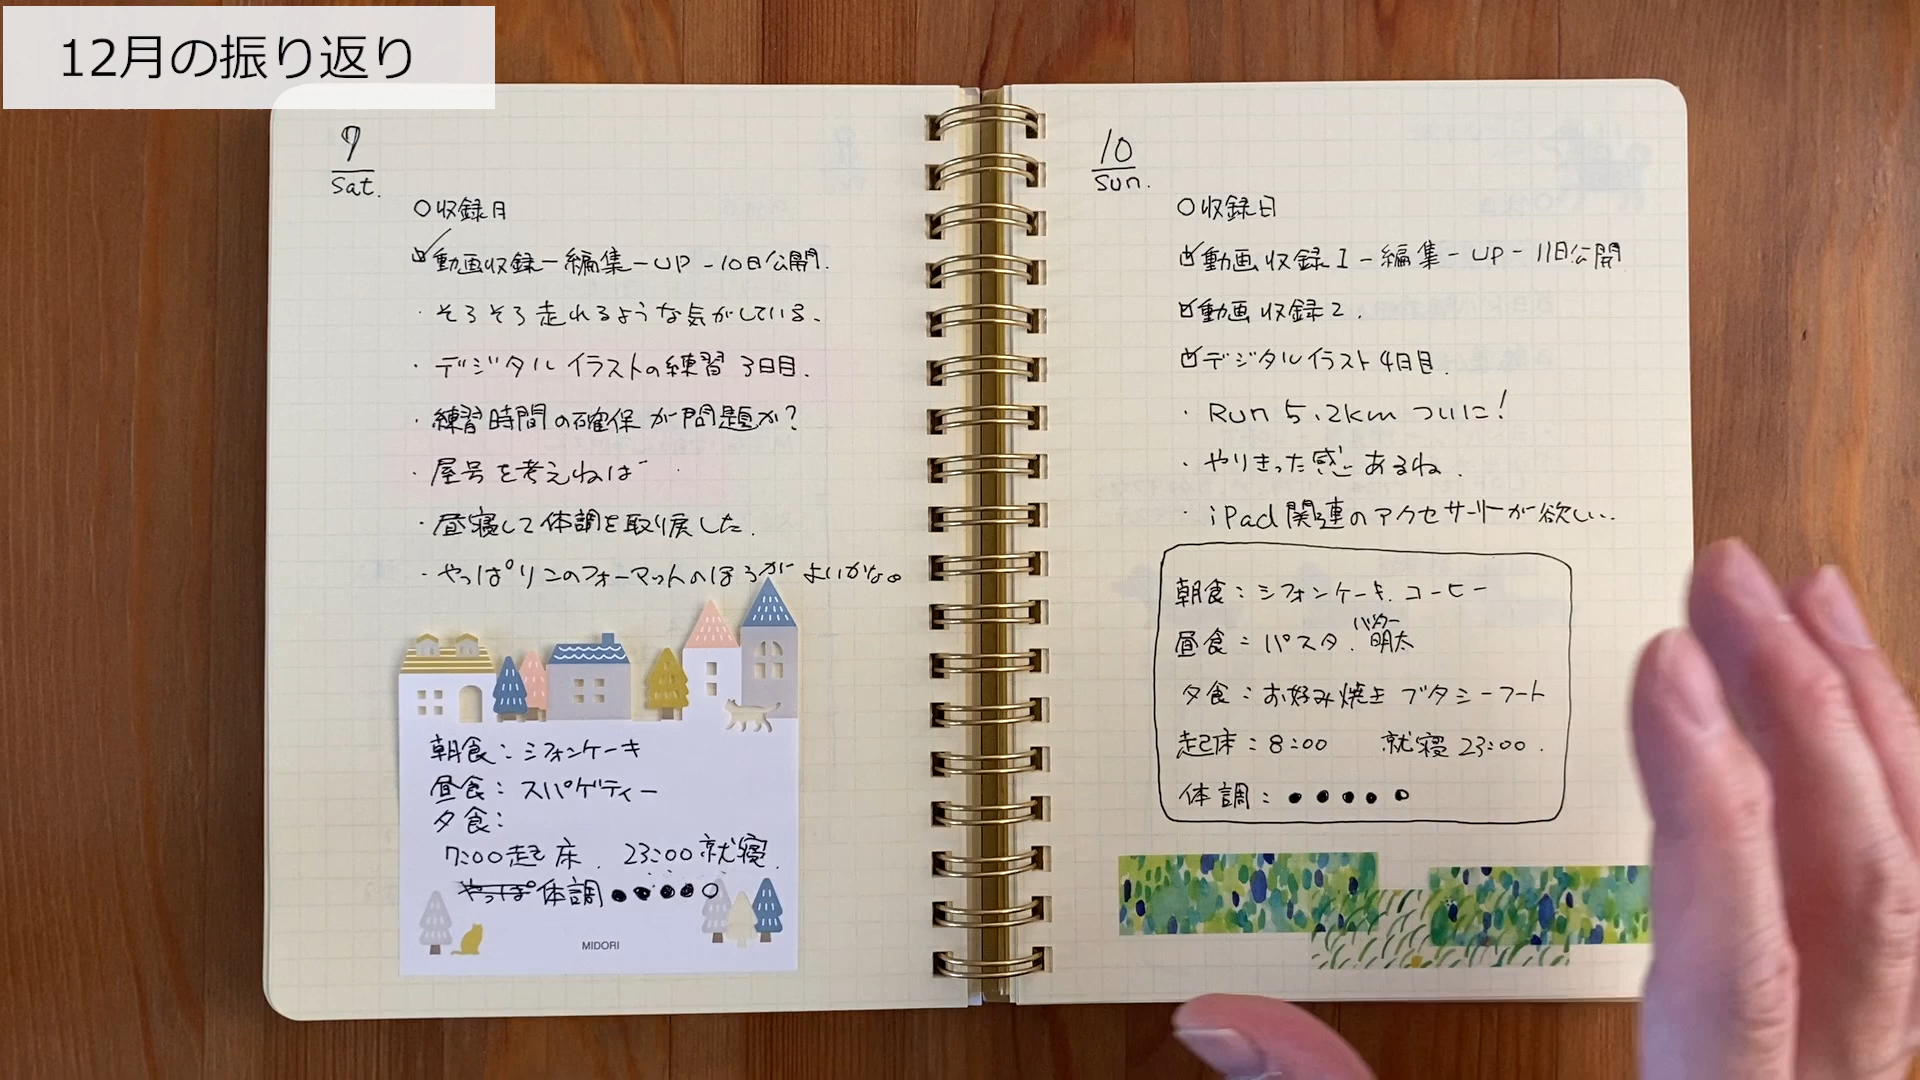 12月の振り返り
9
Sat.
○収録月
☑動画収録ー編集ーUP-10日公開.
・そろそろ走れるような気がしている.
・デジタルイラストの練習 3日目.
・練習時間の確保が問題か?
・屋号を考えねば
・昼寝して体調を取り戻した.
・やっぱりこのフォーマットのほうがよいかな。
朝食:シフォンケーキ
昼食:スパゲティー
夕食:
7:00起床. 23:00就寝.
やっぱ 体調●●●●○
MIDORI
10
Sun.
○収録日
☑動画収録1-編集-UP-11日公開
☑動画収録2.
☑デジタルイラスト4日目.
・Run 5.2km ついに!
・やりきった感 あるね.
・iPad関連のアクセサリーが欲しい..
朝食:シフォンケーキ. コーヒー
昼食:パスタ. バター明太
夕食:お好み焼き ブタシーフート
起床:8:00 就寝 23:00.
体調:●●●●○